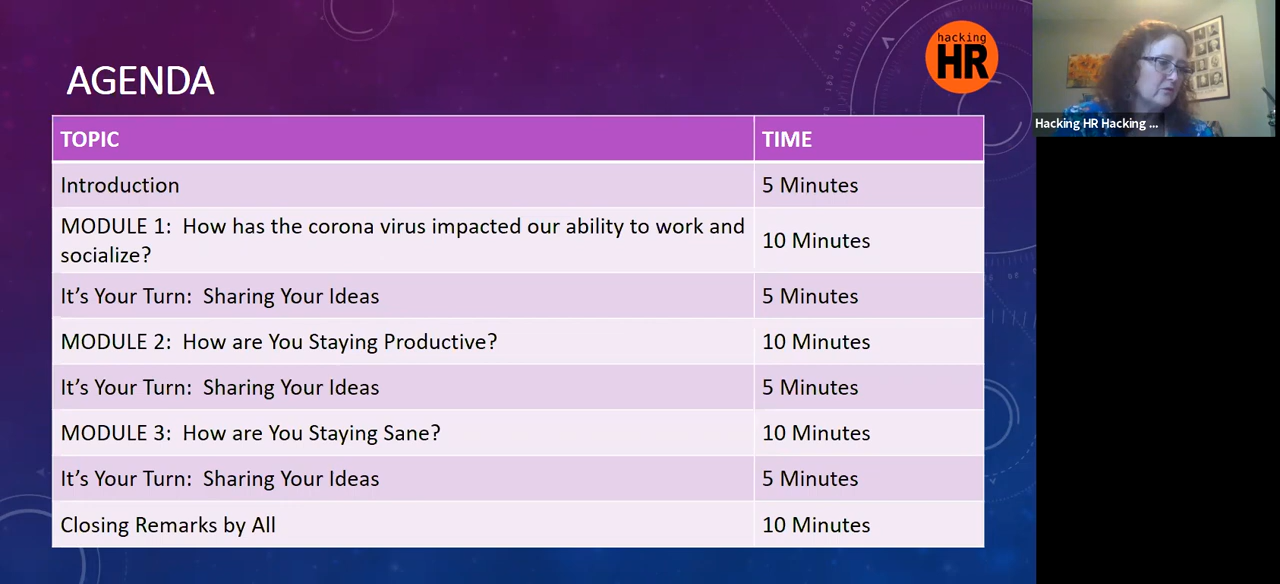 AGENDA
hacking
HR
TOPIC TIME
Introduction 5 Minutes
MODULE 1:  How has the corona virus impacted our ability to work and
socialize?
10 Minutes
It’s Your Turn:  Sharing Your Ideas 5 Minutes
MODULE 2:  How are You Staying Productive? 10 Minutes
It’s Your Turn:  Sharing Your Ideas 5 Minutes
MODULE 3:  How are You Staying Sane? 10 Minutes
It’s Your Turn:  Sharing Your Ideas 5 Minutes
Closing Remarks by All 10 Minutes
Hacking HR Hacking ...